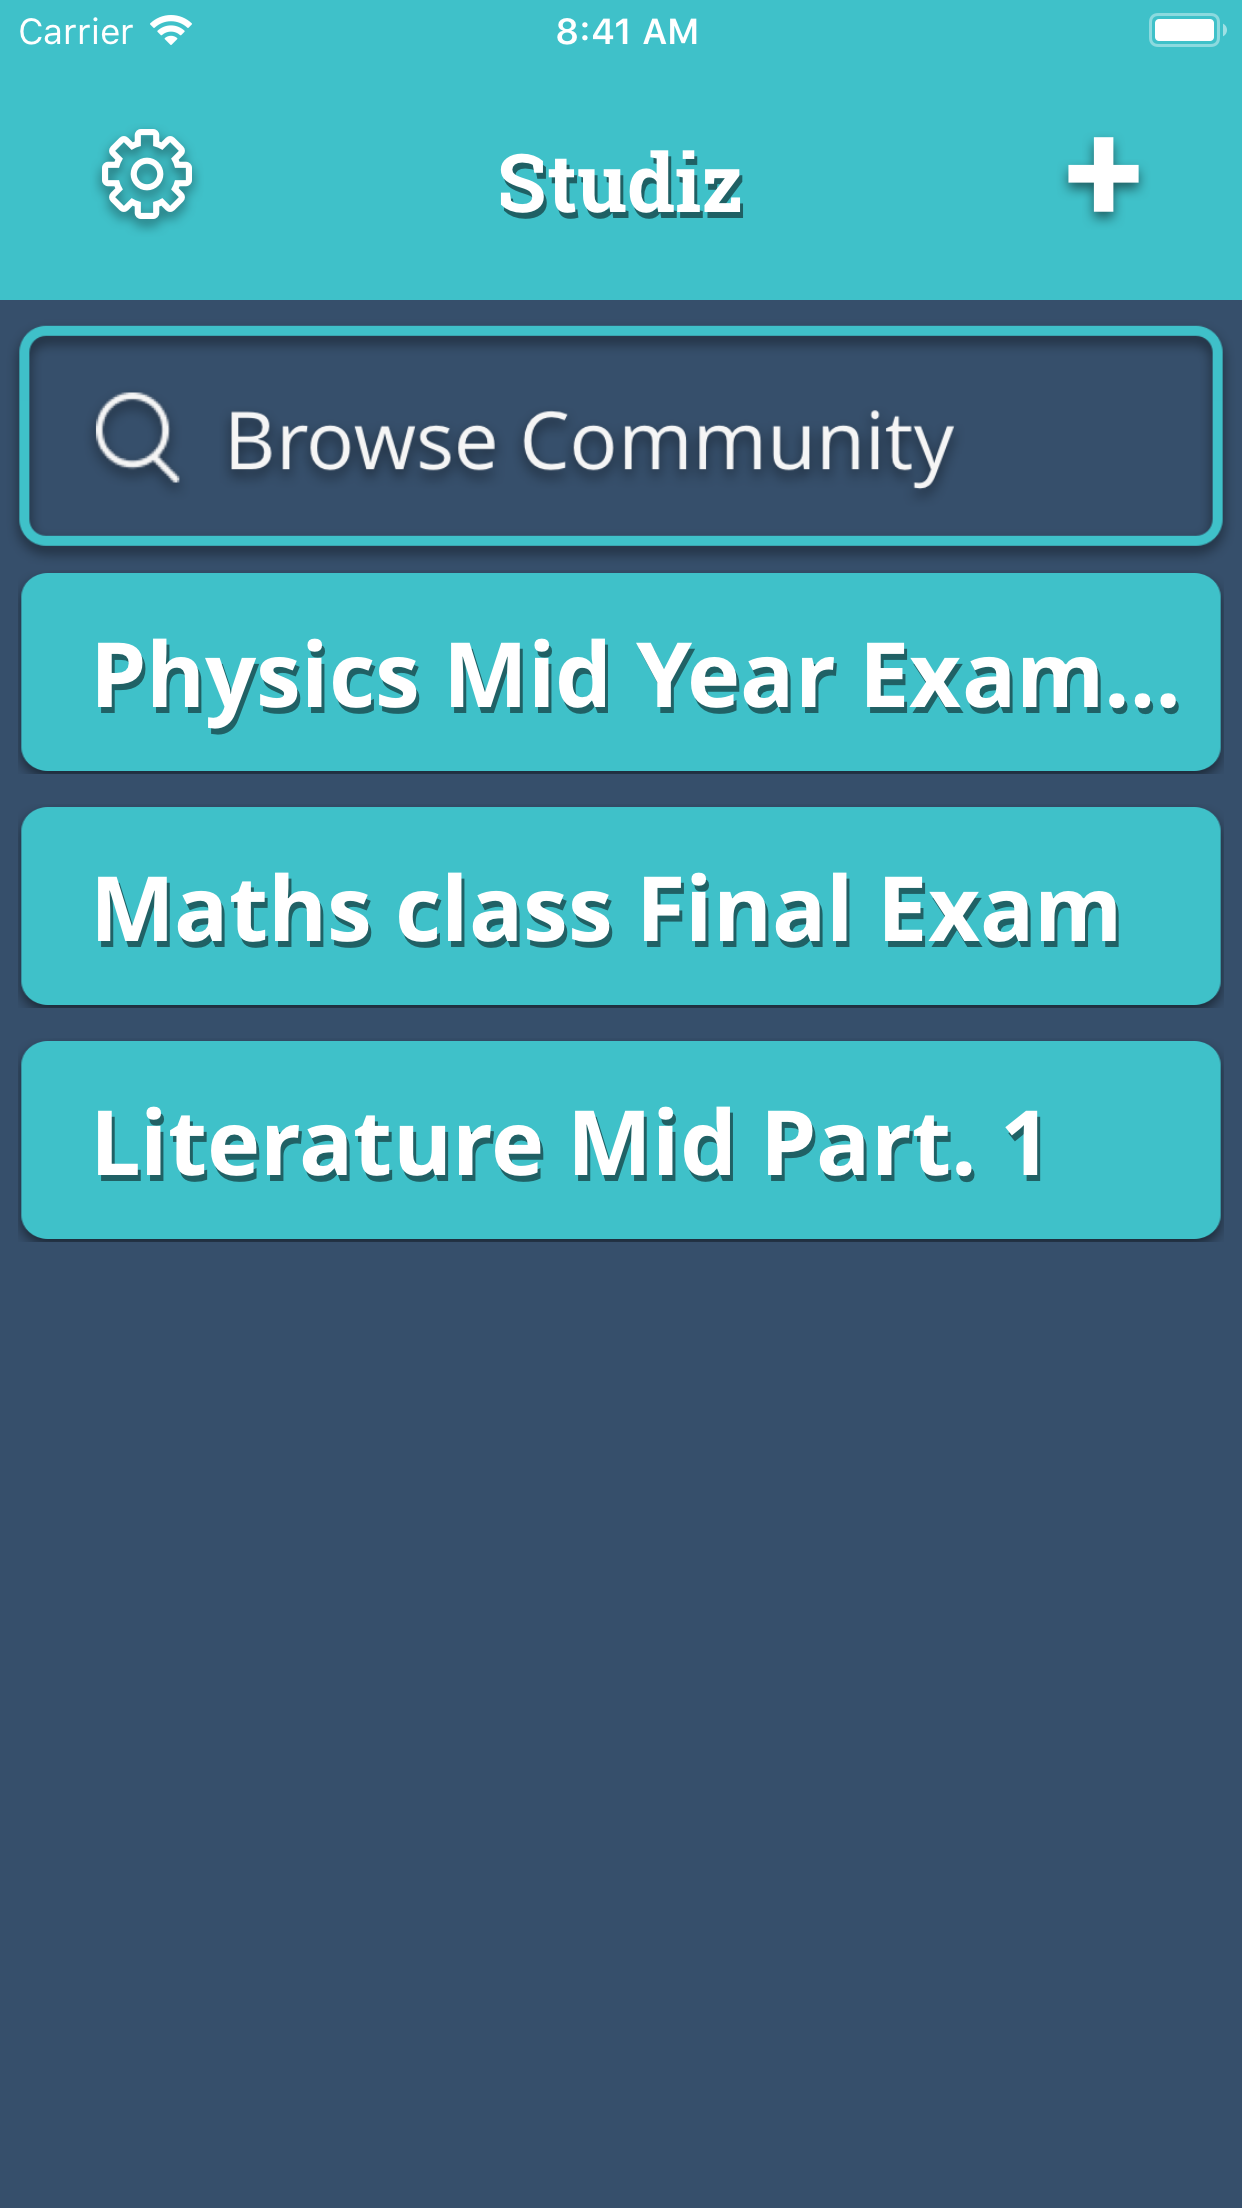 Carrier 8:41 AM
Studiz
Browse Community
Physics Mid Year Exam...
Maths class Final Exam
Literature Mid Part. 1